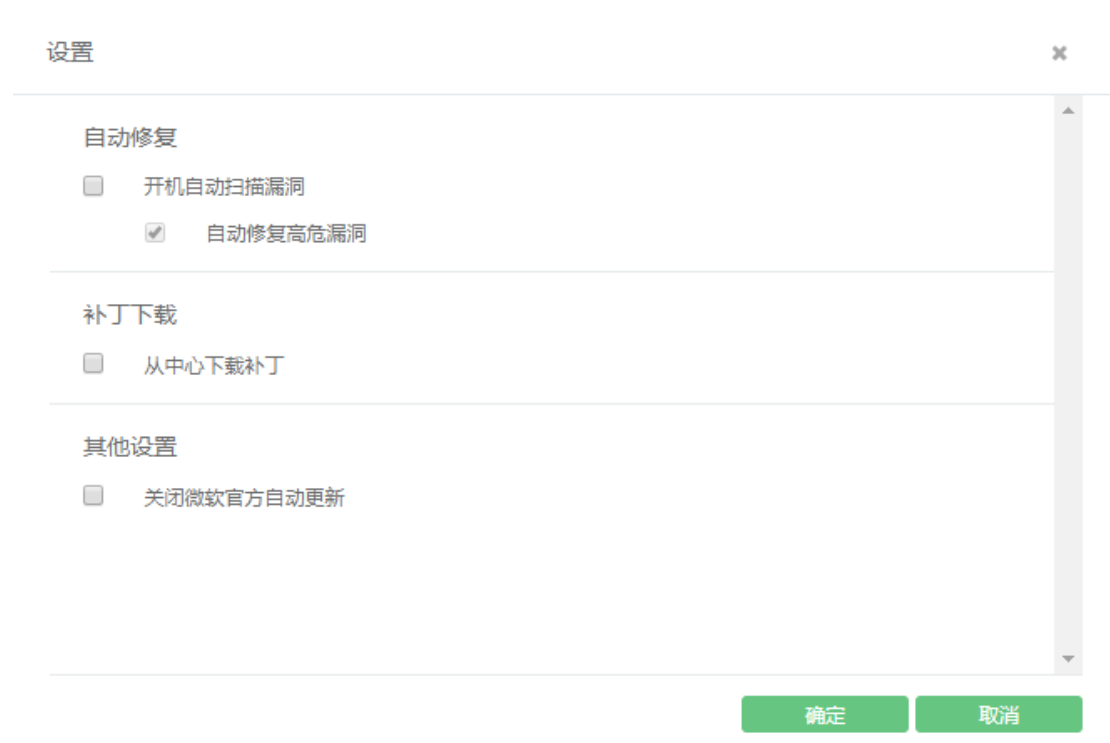 设置
自动修复
开机自动扫描漏洞
自动修复高危漏洞
补丁下载
从中心下载补丁
其他设置
关闭微软官方自动更新
确定
取消